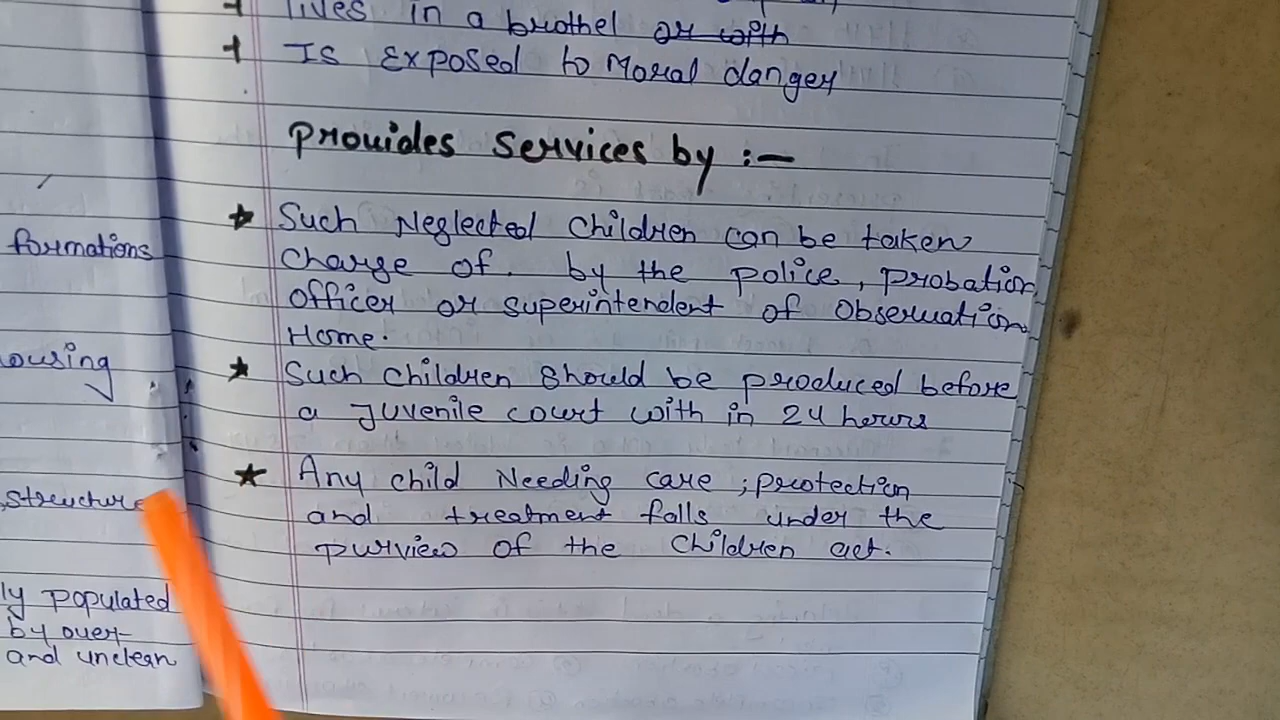 formations
ousing
structure
ly populated
by over-
and unclean
+ lives in a brothel or with
+ Is Exposed to Moral danger
Provides Services by :-
★ Such Neglected Children can be taken
charge of. by the police, probation
officer or superintendent of Observation
Home.
★ Such children should be produced before
a Juvenile court with in 24 hours
★ Any child Needing care, protection
and treatment falls under the
purview of the Children act.